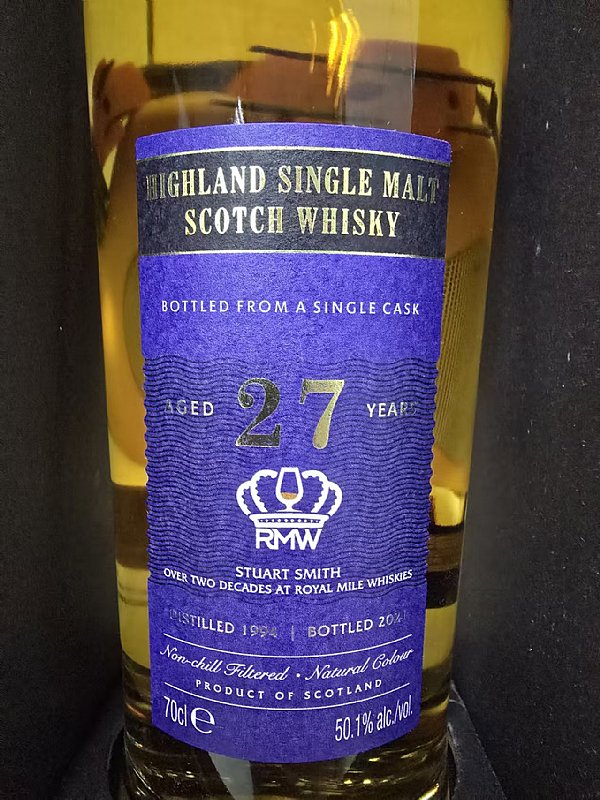 HIGHLAND SINGLE MALT
SCOTCH WHISKY
BOTTLED FROM A SINGLE CASK
AGED 27 YEARS
RMW
STUART SMITH
OVER TWO DECADES AT ROYAL MILE WHISKIES
DISTILLED 1994 | BOTTLED
Non-chill Filtered · Natural Colour
PRODUCT OF SCOTLAND
70cl e
50.1% alc./vol.